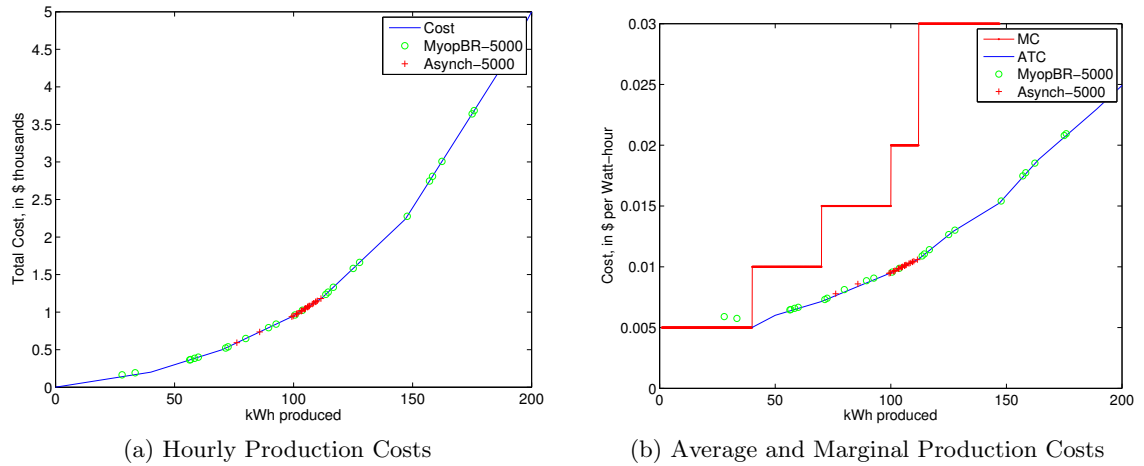 5
4.5
4
3.5
3
2.5
2
1.5
1
0.5
0
Total Cost, in $ thousands
0 50 100 150 200
kWh produced
Cost
MyopBR−5000
Asynch−5000
(a) Hourly Production Costs
0.03
0.025
0.02
0.015
0.01
0.005
0
Cost, in $ per Watt−hour
0 50 100 150 200
kWh produced
MC
ATC
MyopBR−5000
Asynch−5000
(b) Average and Marginal Production Costs